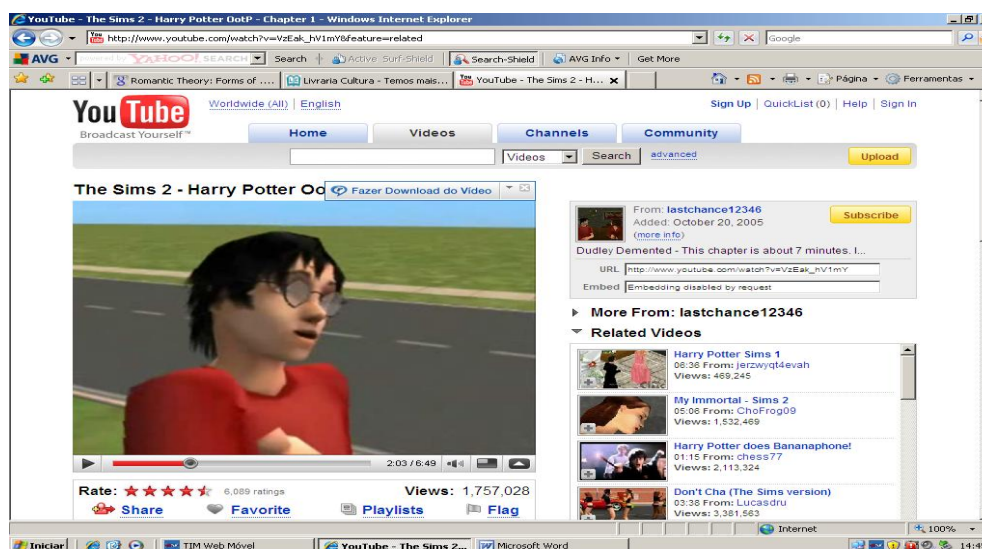 YouTube - The Sims 2 - Harry Potter OotP - Chapter 1 - Windows Internet Explorer
http://www.youtube.com/watch?v=VzEak_hV1mY&feature=related
Google
AVG
powered by YAHOO! SEARCH
Search
Active Surf-Shield
Search-Shield
AVG Info
Get More
Romantic Theory: Forms of ....
Livraria Cultura - Temos mais...
YouTube - The Sims 2 - H...
Página
Ferramentas
YouTube
Broadcast Yourself™
Worldwide (All) | English
Sign Up | QuickList (0) | Help | Sign In
Home Videos Channels Community
Videos Search advanced Upload
The Sims 2 - Harry Potter Oo
Fazer Download do Vídeo
From: lastchance12346
Added: October 20, 2005
(more info)
Subscribe
Dudley Demented - This chapter is about 7 minutes. I...
URL http://www.youtube.com/watch?v=VzEak_hV1mY
Embed Embedding disabled by request
More From: lastchance12346
Related Videos
Harry Potter Sims 1
06:36 From: jerzwyqt4evah
Views: 469,245
My Immortal - Sims 2
05:06 From: ChoFrog09
Views: 1,532,469
Harry Potter does Bananaphone!
01:15 From: chess77
Views: 2,113,324
Don't Cha (The Sims version)
03:38 From: Lucasdru
Views: 3,381,563
2:03 / 6:49
Rate: 6,089 ratings
Views: 1,757,028
Share Favorite Playlists Flag
Internet
100%
Iniciar
TIM Web Móvel
YouTube - The Sims 2...
Microsoft Word